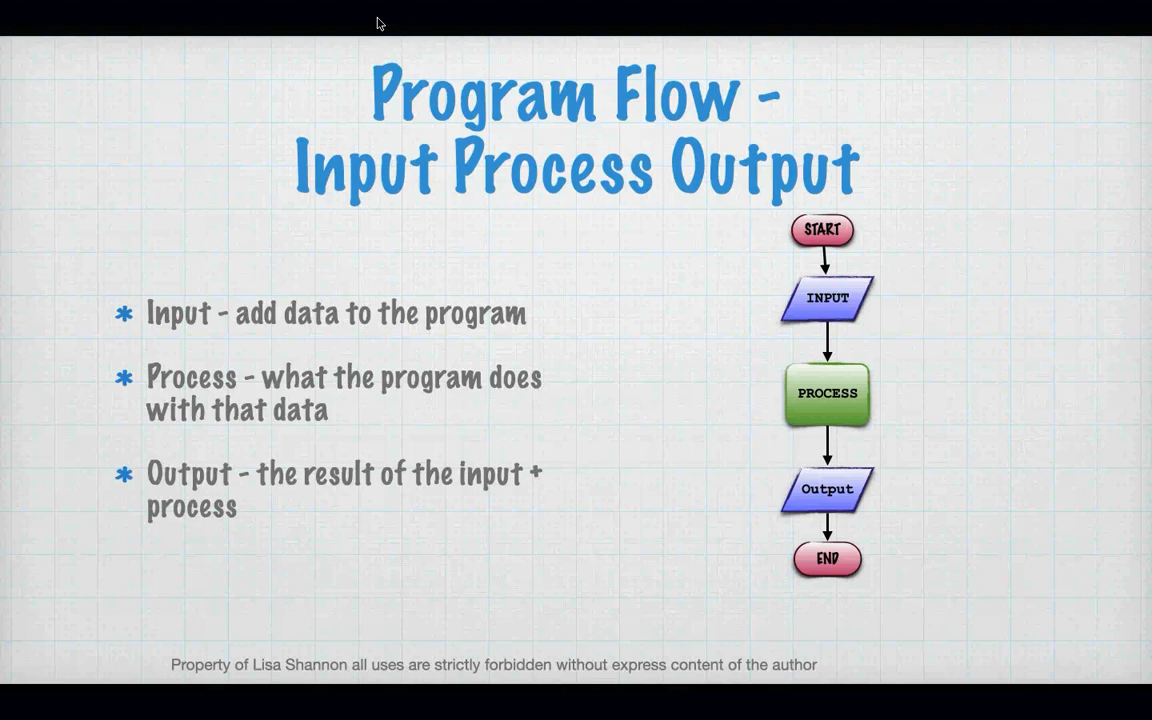 Program Flow -
Input Process Output
* Input - add data to the program
* Process - what the program does
with that data
* Output - the result of the input +
process
START
INPUT
PROCESS
Output
END
Property of Lisa Shannon all uses are strictly forbidden without express content of the author